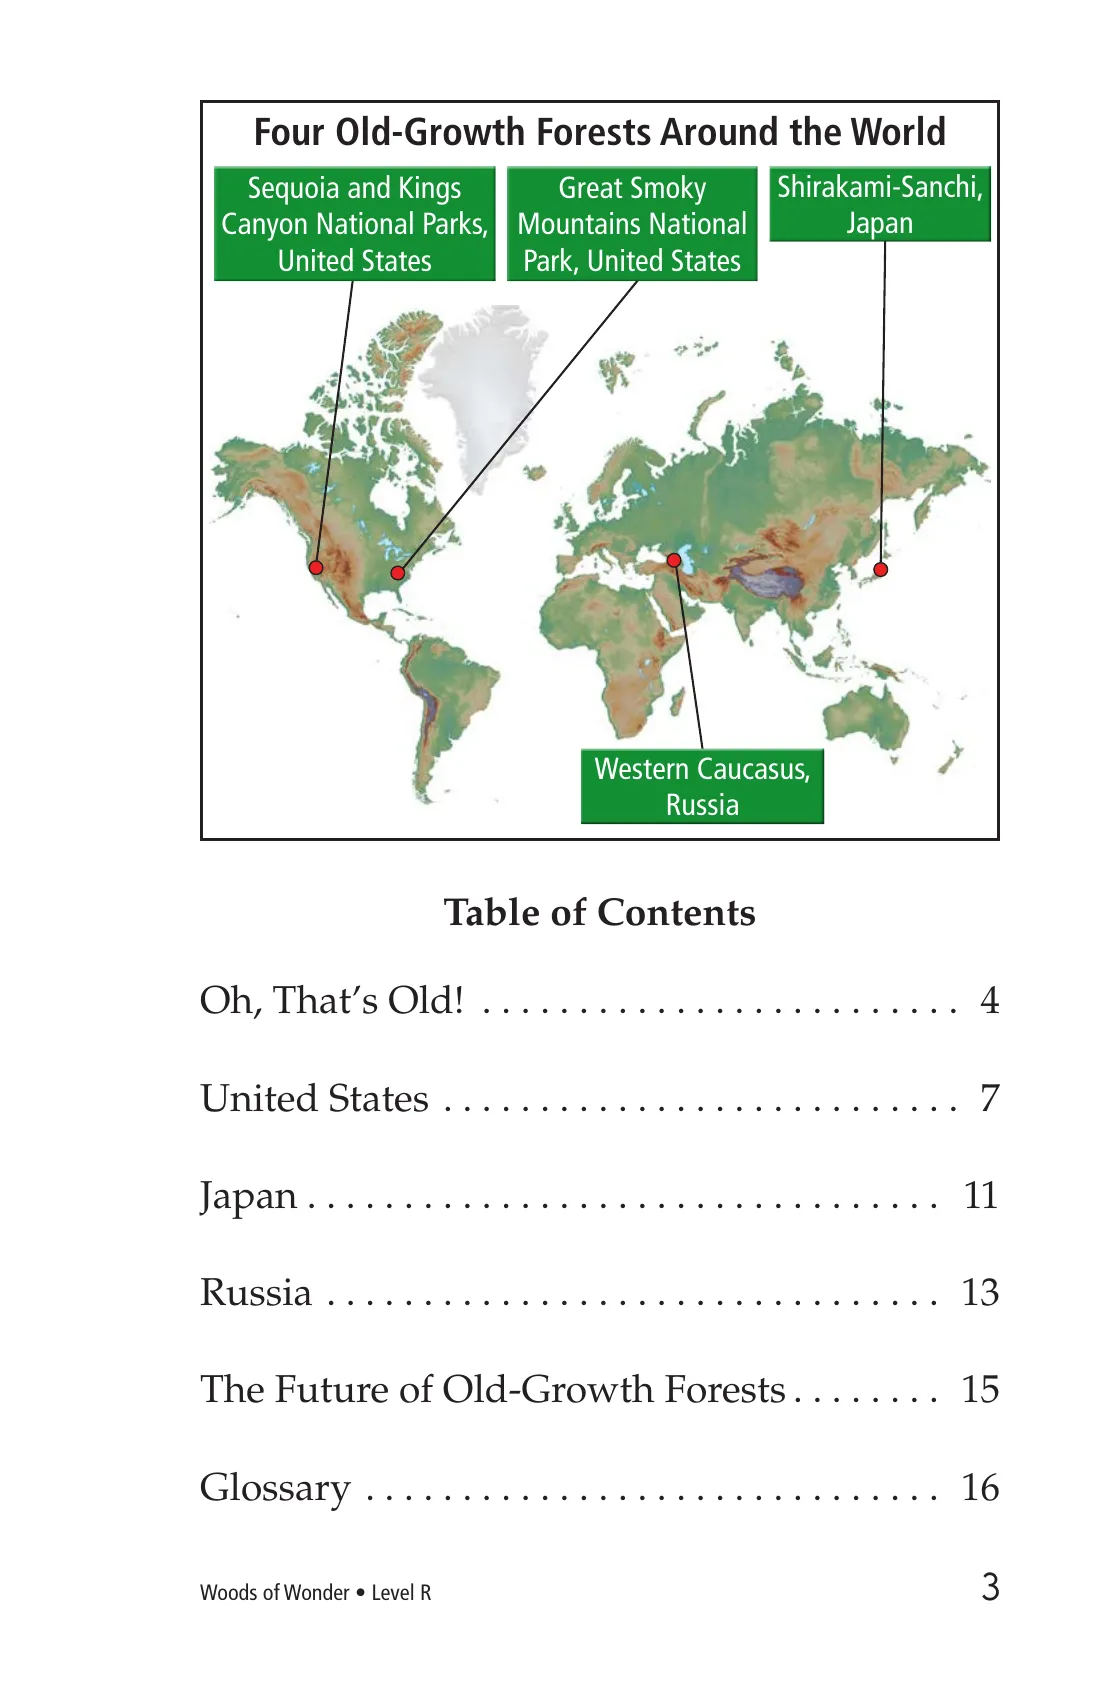 Four Old-Growth Forests Around the World
Sequoia and Kings
Canyon National Parks,
United States
Great Smoky
Mountains National
Park, United States
Shirakami-Sanchi,
Japan
Western Caucasus,
Russia
Table of Contents
Oh, That’s Old! . . . . . . . . . . . . . . . . . . . . . . . . . 4
United States . . . . . . . . . . . . . . . . . . . . . . . . . . . 7
Japan . . . . . . . . . . . . . . . . . . . . . . . . . . . . . . . . . 11
Russia . . . . . . . . . . . . . . . . . . . . . . . . . . . . . . . . 13
The Future of Old-Growth Forests . . . . . . . . 15
Glossary . . . . . . . . . . . . . . . . . . . . . . . . . . . . . . 16
Woods of Wonder • Level R
3